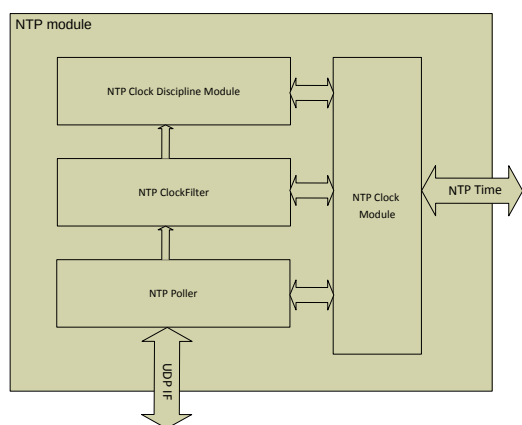 NTP module
NTP Clock Discipline Module
NTP ClockFilter
NTP Clock
Module
NTP Time
NTP Poller
UDP IF